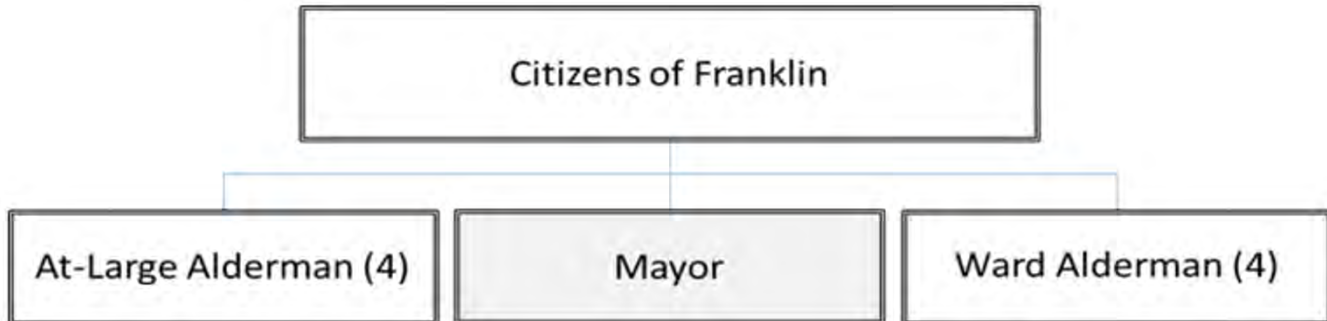 Citizens of Franklin
At-Large Alderman (4)
Mayor
Ward Alderman (4)